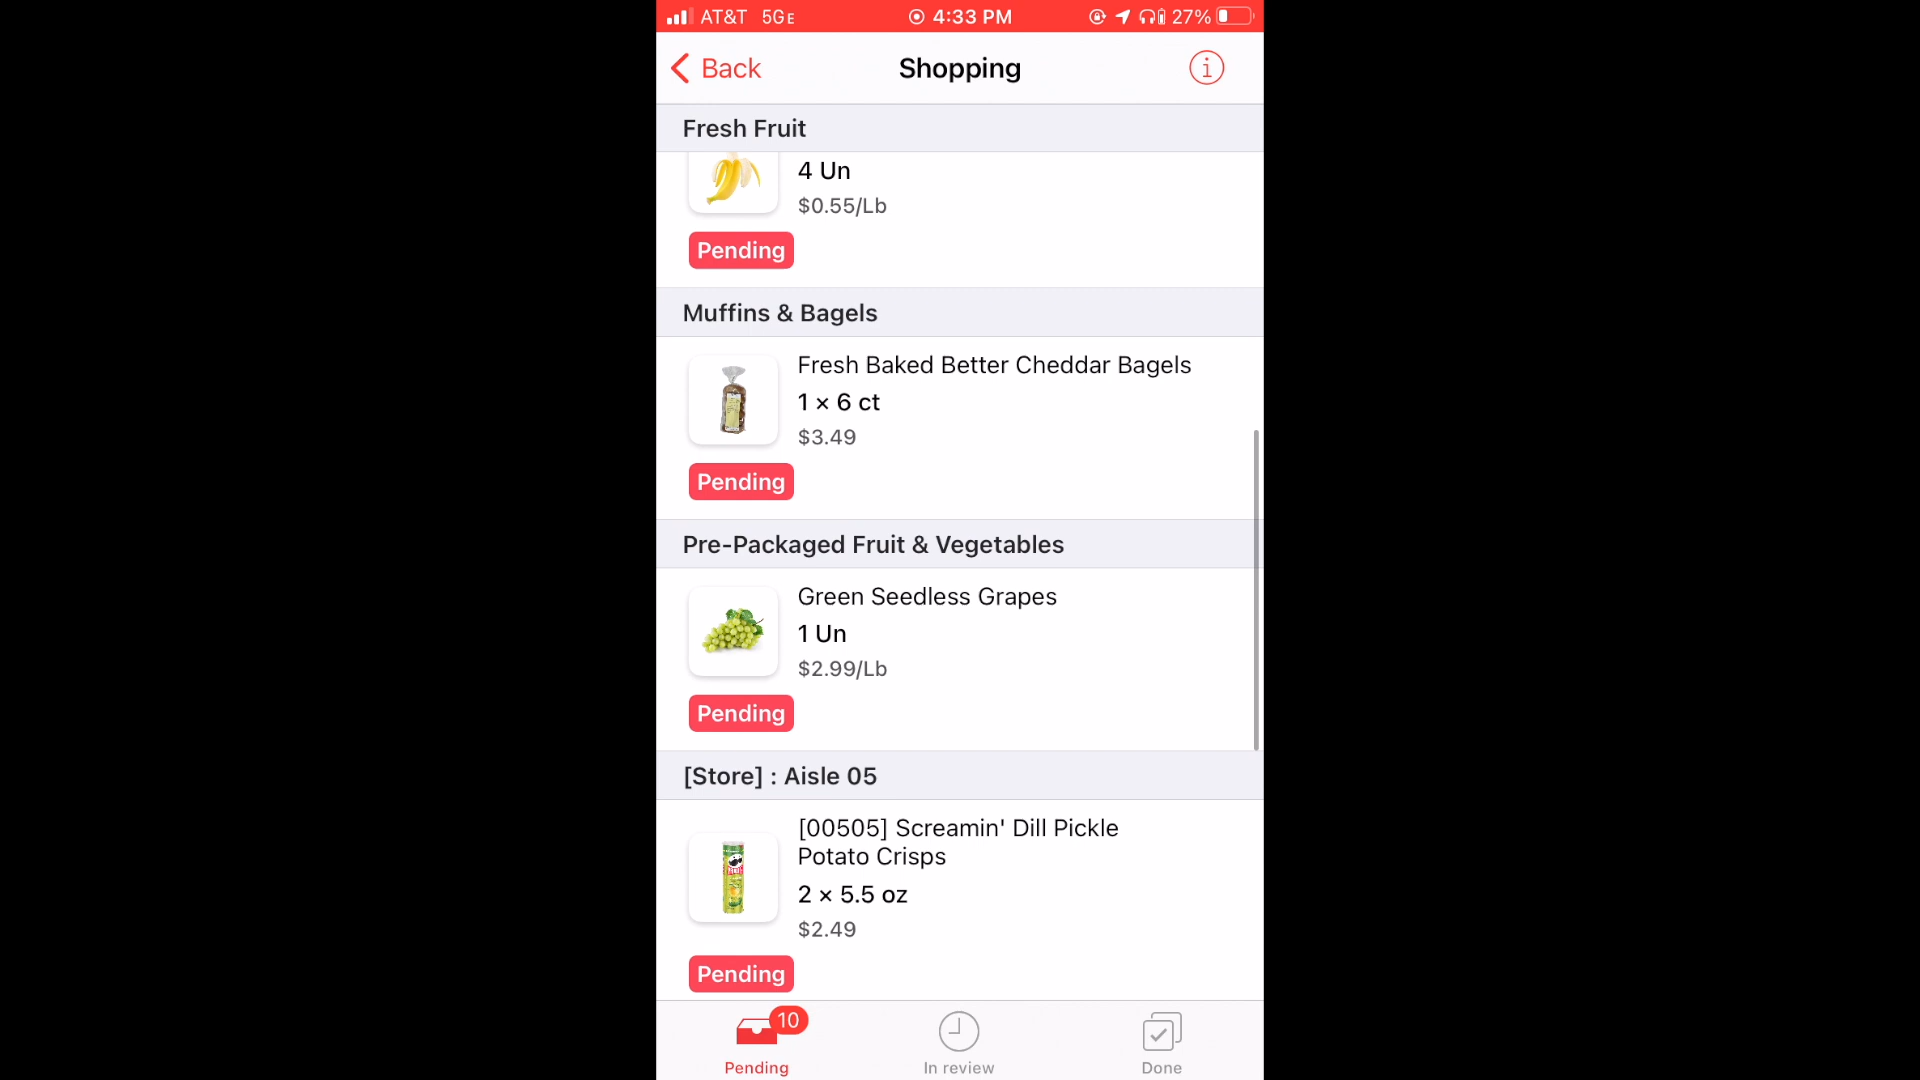 AT&T 5GE 4:33 PM 27%
Back Shopping i
Fresh Fruit
4 Un
$0.55/Lb
Pending
Muffins & Bagels
Fresh Baked Better Cheddar Bagels
1 × 6 ct
$3.49
Pending
Pre-Packaged Fruit & Vegetables
Green Seedless Grapes
1 Un
$2.99/Lb
Pending
[Store] : Aisle 05
[00505] Screamin' Dill Pickle
Potato Crisps
2 × 5.5 oz
$2.49
Pending
10
Pending In review Done